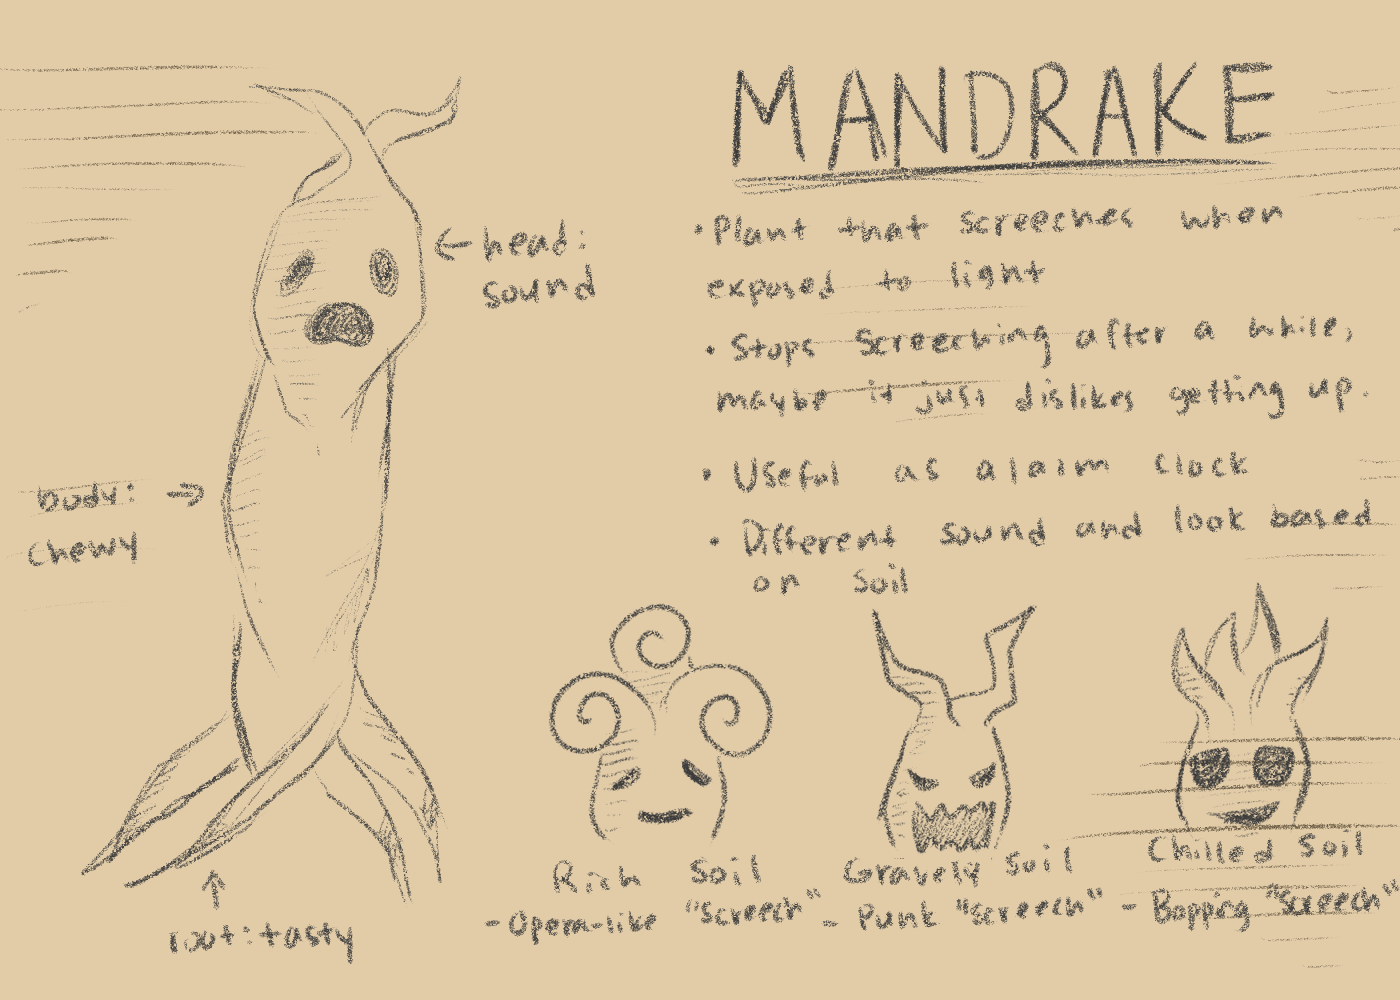 MANDRAKE
• Plant that screeches when
exposed to light
• Stops screeching after a while,
maybe it just dislikes getting up.
• Useful as alarm clock
• Different sound and look based
on soil
← head:
sound
body: →
chewy
↑
root: tasty
Rich Soil
- Opera-like "Screech"
Gravely Soil
- Punk "screech"
Chilled Soil
- Bopping "Screech"